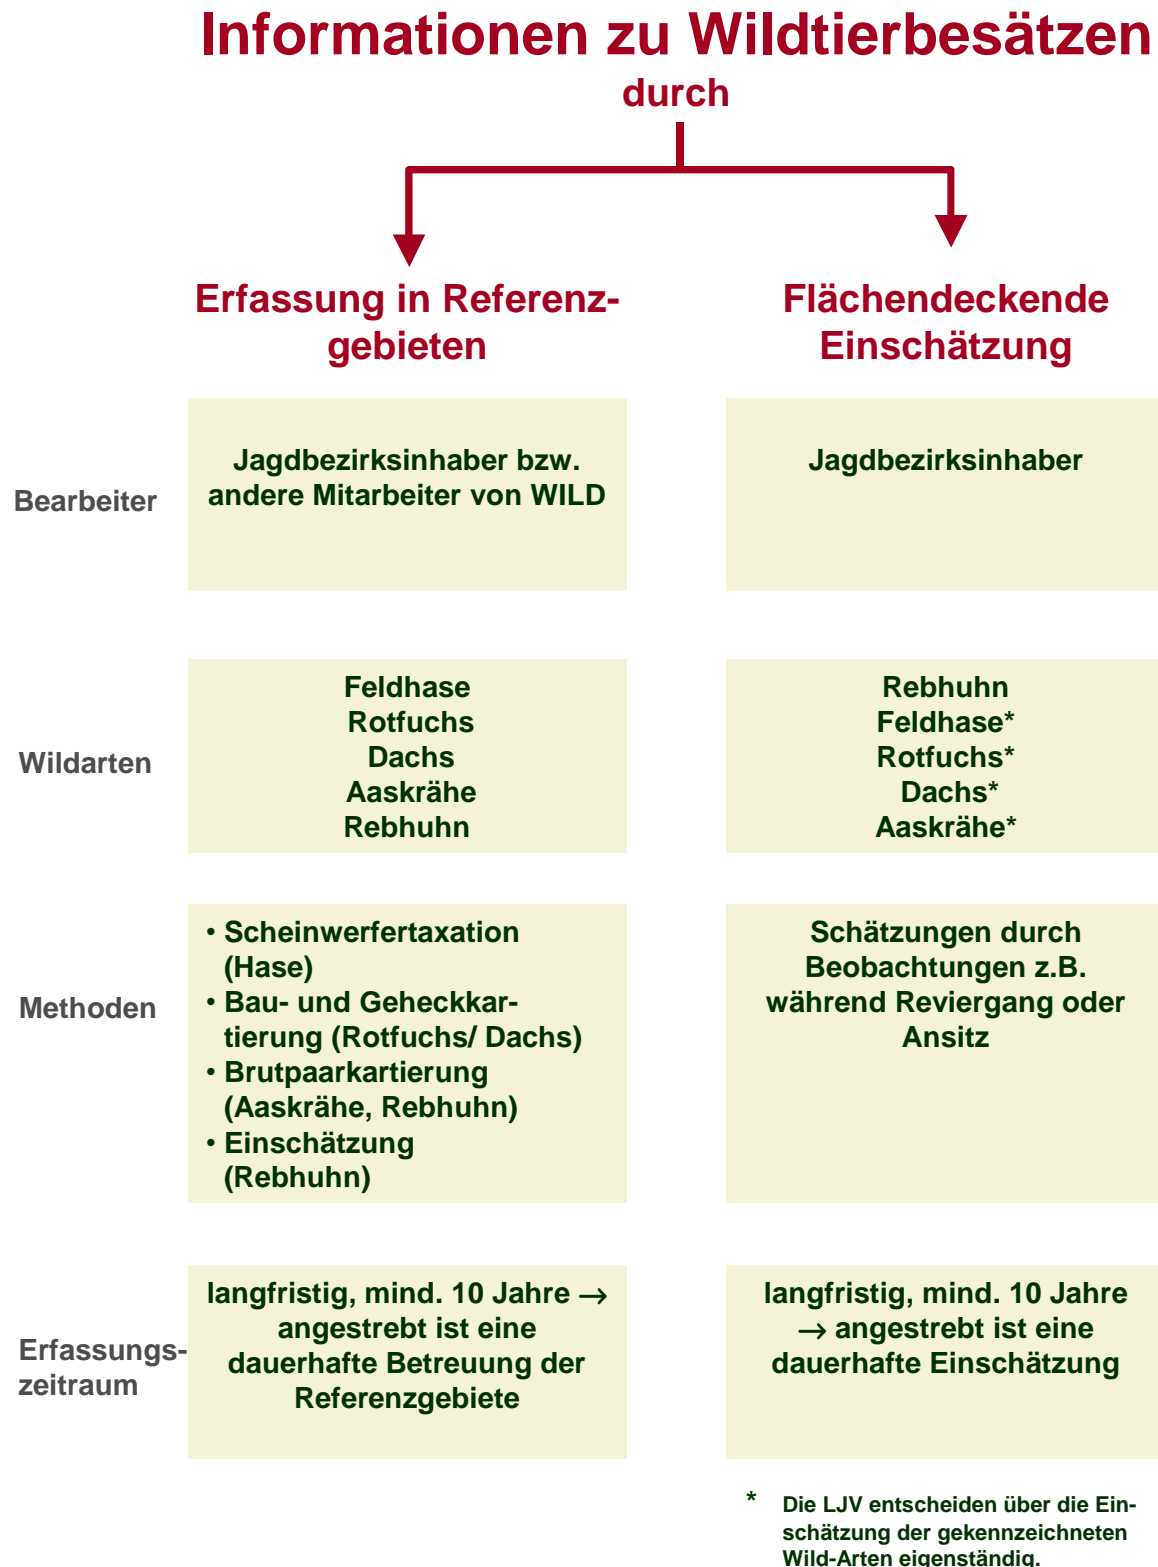 Informationen zu Wildtierbesätzen
durch
Erfassung in Referenz-
gebieten
Flächendeckende
Einschätzung
Bearbeiter
Jagdbezirksinhaber bzw.
andere Mitarbeiter von WILD
Jagdbezirksinhaber
Wildarten
Feldhase
Rotfuchs
Dachs
Aaskrähe
Rebhuhn
Rebhuhn
Feldhase*
Rotfuchs*
Dachs*
Aaskrähe*
Methoden
• Scheinwerfertaxation
(Hase)
• Bau- und Geheckkar-
tierung (Rotfuchs/ Dachs)
• Brutpaarkartierung
(Aaskrähe, Rebhuhn)
• Einschätzung
(Rebhuhn)
Schätzungen durch
Beobachtungen z.B.
während Reviergang oder
Ansitz
Erfassungs-
zeitraum
langfristig, mind. 10 Jahre →
angestrebt ist eine
dauerhafte Betreuung der
Referenzgebiete
langfristig, mind. 10 Jahre
→ angestrebt ist eine
dauerhafte Einschätzung
* Die LJV entscheiden über die Ein-
schätzung der gekennzeichneten
Wild-Arten eigenständig.